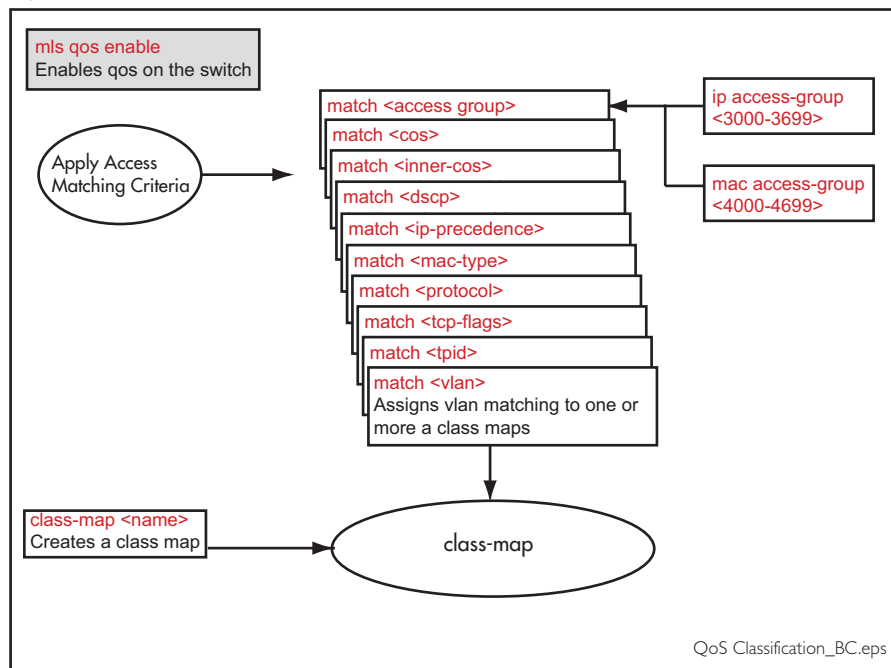 mls qos enable
Enables qos on the switch
Apply Access
Matching Criteria
match <access group>
match <cos>
match <inner-cos>
match <dscp>
match <ip-precedence>
match <mac-type>
match <protocol>
match <tcp-flags>
match <tpid>
match <vlan>
Assigns vlan matching to one or
more a class maps
ip access-group
<3000-3699>
mac access-group
<4000-4699>
class-map <name>
Creates a class map
class-map
QoS Classification_BC.eps